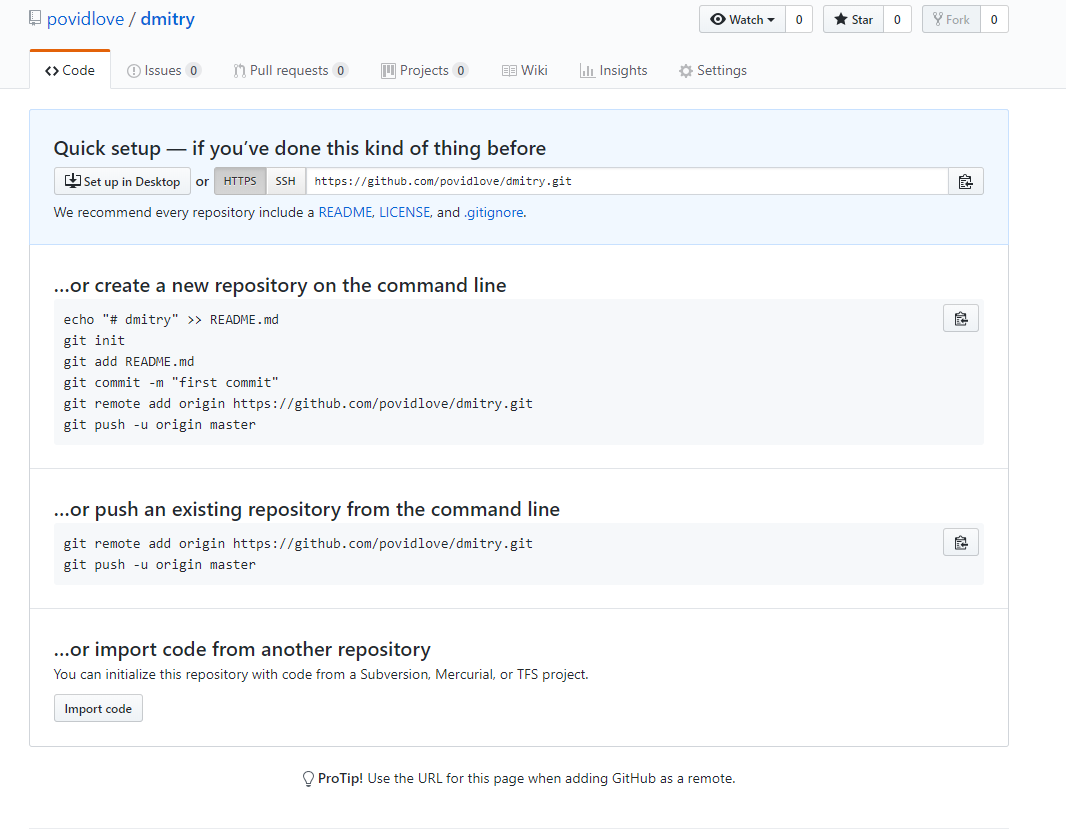 povidlove / dmitry
Watch 0 Star 0 Fork 0
Code Issues 0 Pull requests 0 Projects 0 Wiki Insights Settings
Quick setup — if you’ve done this kind of thing before
Set up in Desktop or HTTPS SSH https://github.com/povidlove/dmitry.git
We recommend every repository include a README, LICENSE, and .gitignore.
…or create a new repository on the command line
echo "# dmitry" >> README.md
git init
git add README.md
git commit -m "first commit"
git remote add origin https://github.com/povidlove/dmitry.git
git push -u origin master
…or push an existing repository from the command line
git remote add origin https://github.com/povidlove/dmitry.git
git push -u origin master
…or import code from another repository
You can initialize this repository with code from a Subversion, Mercurial, or TFS project.
Import code
ProTip! Use the URL for this page when adding GitHub as a remote.